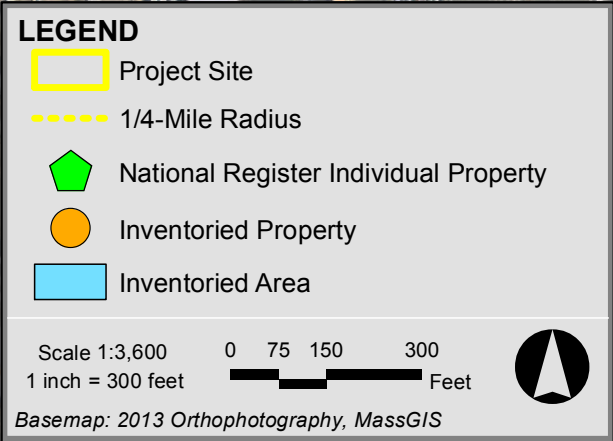 LEGEND
Project Site
1/4-Mile Radius
National Register Individual Property
Inventoried Property
Inventoried Area
Scale 1:3,600
1 inch = 300 feet
0 75 150 300
Feet
Basemap: 2013 Orthophotography, MassGIS